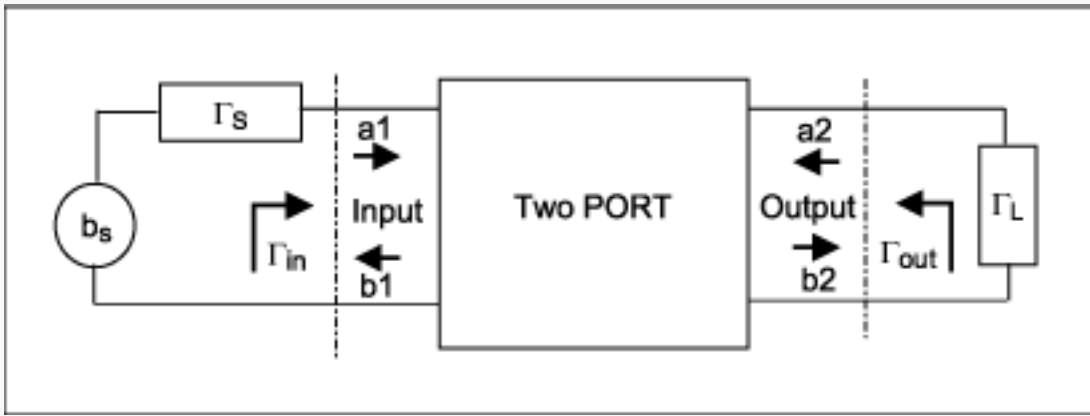 ΓS
a1
a2
bs
Γin
Input
Two PORT
Output
Γout
ΓL
b1
b2